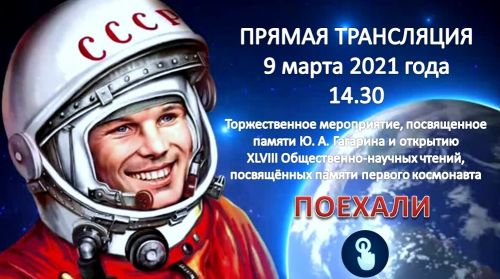 СССР
ПРЯМАЯ ТРАНСЛЯЦИЯ
9 марта 2021 года
14.30
Торжественное мероприятие, посвященное
памяти Ю. А. Гагарина и открытию
XLVIII Общественно-научных чтений,
посвящённых памяти первого космонавта
ПОЕХАЛИ